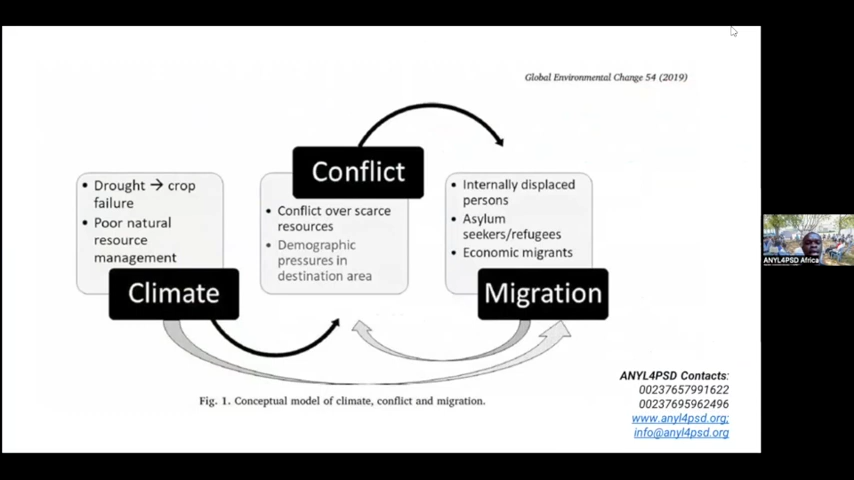 Global Environmental Change 54 (2019)
Conflict
• Drought → crop
failure
• Poor natural
resource
management
Climate
• Conflict over scarce
resources
• Demographic
pressures in
destination area
• Internally displaced
persons
• Asylum
seekers/refugees
• Economic migrants
Migration
Fig. 1. Conceptual model of climate, conflict and migration.
ANYL4PSD Contacts:
00237657991622
00237695962496
www.anyl4psd.org;
info@anyl4psd.org
ANYL4PSD Africa